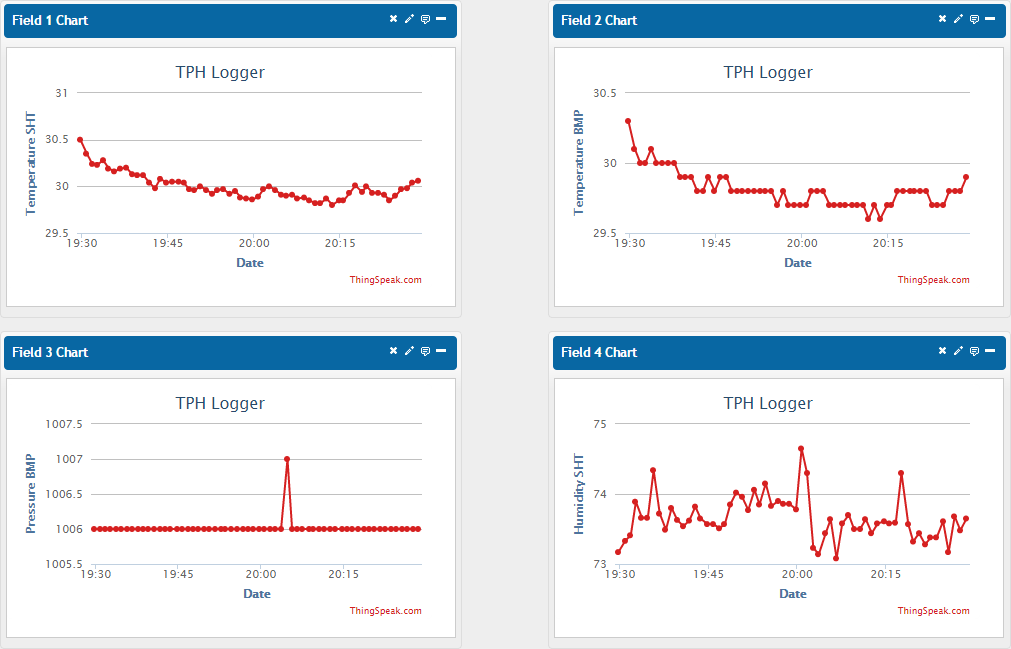 Field 1 Chart
TPH Logger
Temperature SHT
31
30.5
30
29.5
19:30 19:45 20:00 20:15
Date
ThingSpeak.com
Field 2 Chart
TPH Logger
Temperature BMP
30.5
30
29.5
19:30 19:45 20:00 20:15
Date
ThingSpeak.com
Field 3 Chart
TPH Logger
Pressure BMP
1007.5
1007
1006.5
1006
1005.5
19:30 19:45 20:00 20:15
Date
ThingSpeak.com
Field 4 Chart
TPH Logger
Humidity SHT
75
74
73
19:30 19:45 20:00 20:15
Date
ThingSpeak.com